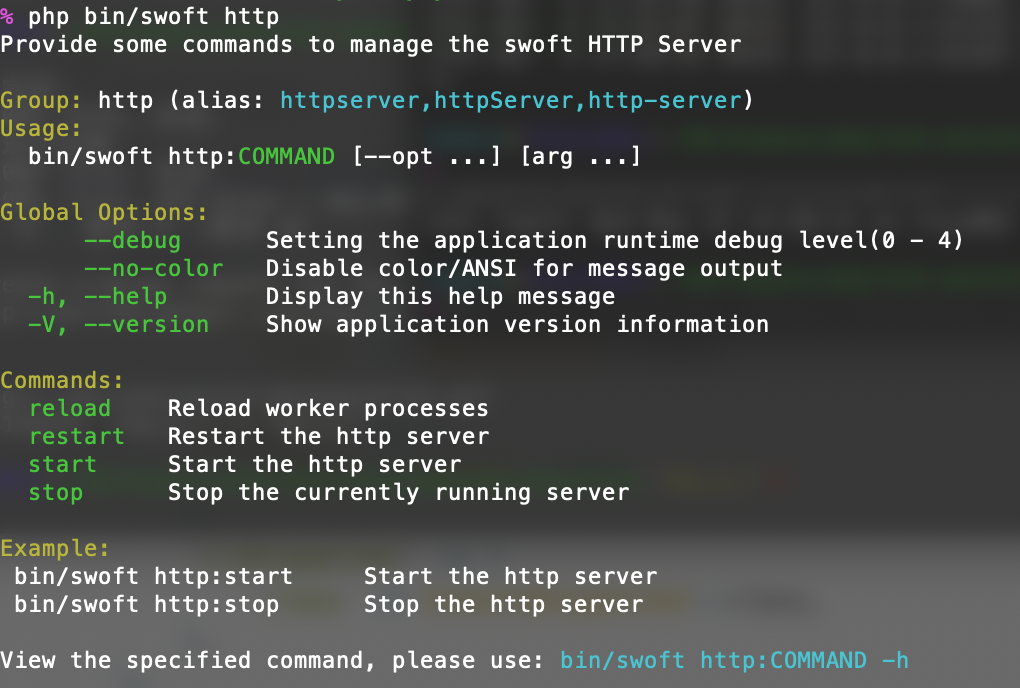 % php bin/swoft http
Provide some commands to manage the swoft HTTP Server
Group: http (alias: httpserver,httpServer,http-server)
Usage:
  bin/swoft http:COMMAND [--opt ...] [arg ...]
Global Options:
      --debug      Setting the application runtime debug level(0 - 4)
      --no-color   Disable color/ANSI for message output
  -h, --help       Display this help message
  -V, --version    Show application version information
Commands:
  reload    Reload worker processes
  restart   Restart the http server
  start     Start the http server
  stop      Stop the currently running server
Example:
 bin/swoft http:start     Start the http server
 bin/swoft http:stop      Stop the http server
View the specified command, please use: bin/swoft http:COMMAND -h